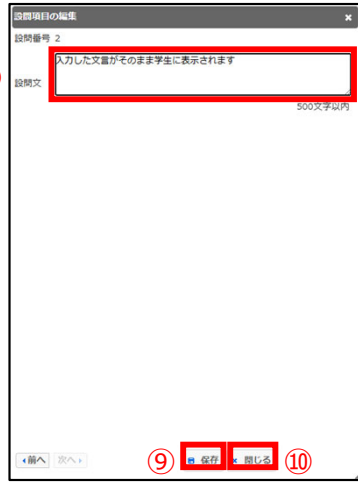 設問項目の編集 ×
設問番号 2
入力した文言がそのまま学生に表示されます
設問文
500文字以内
前へ 次へ ⑨ 保存 × 閉じる ⑩